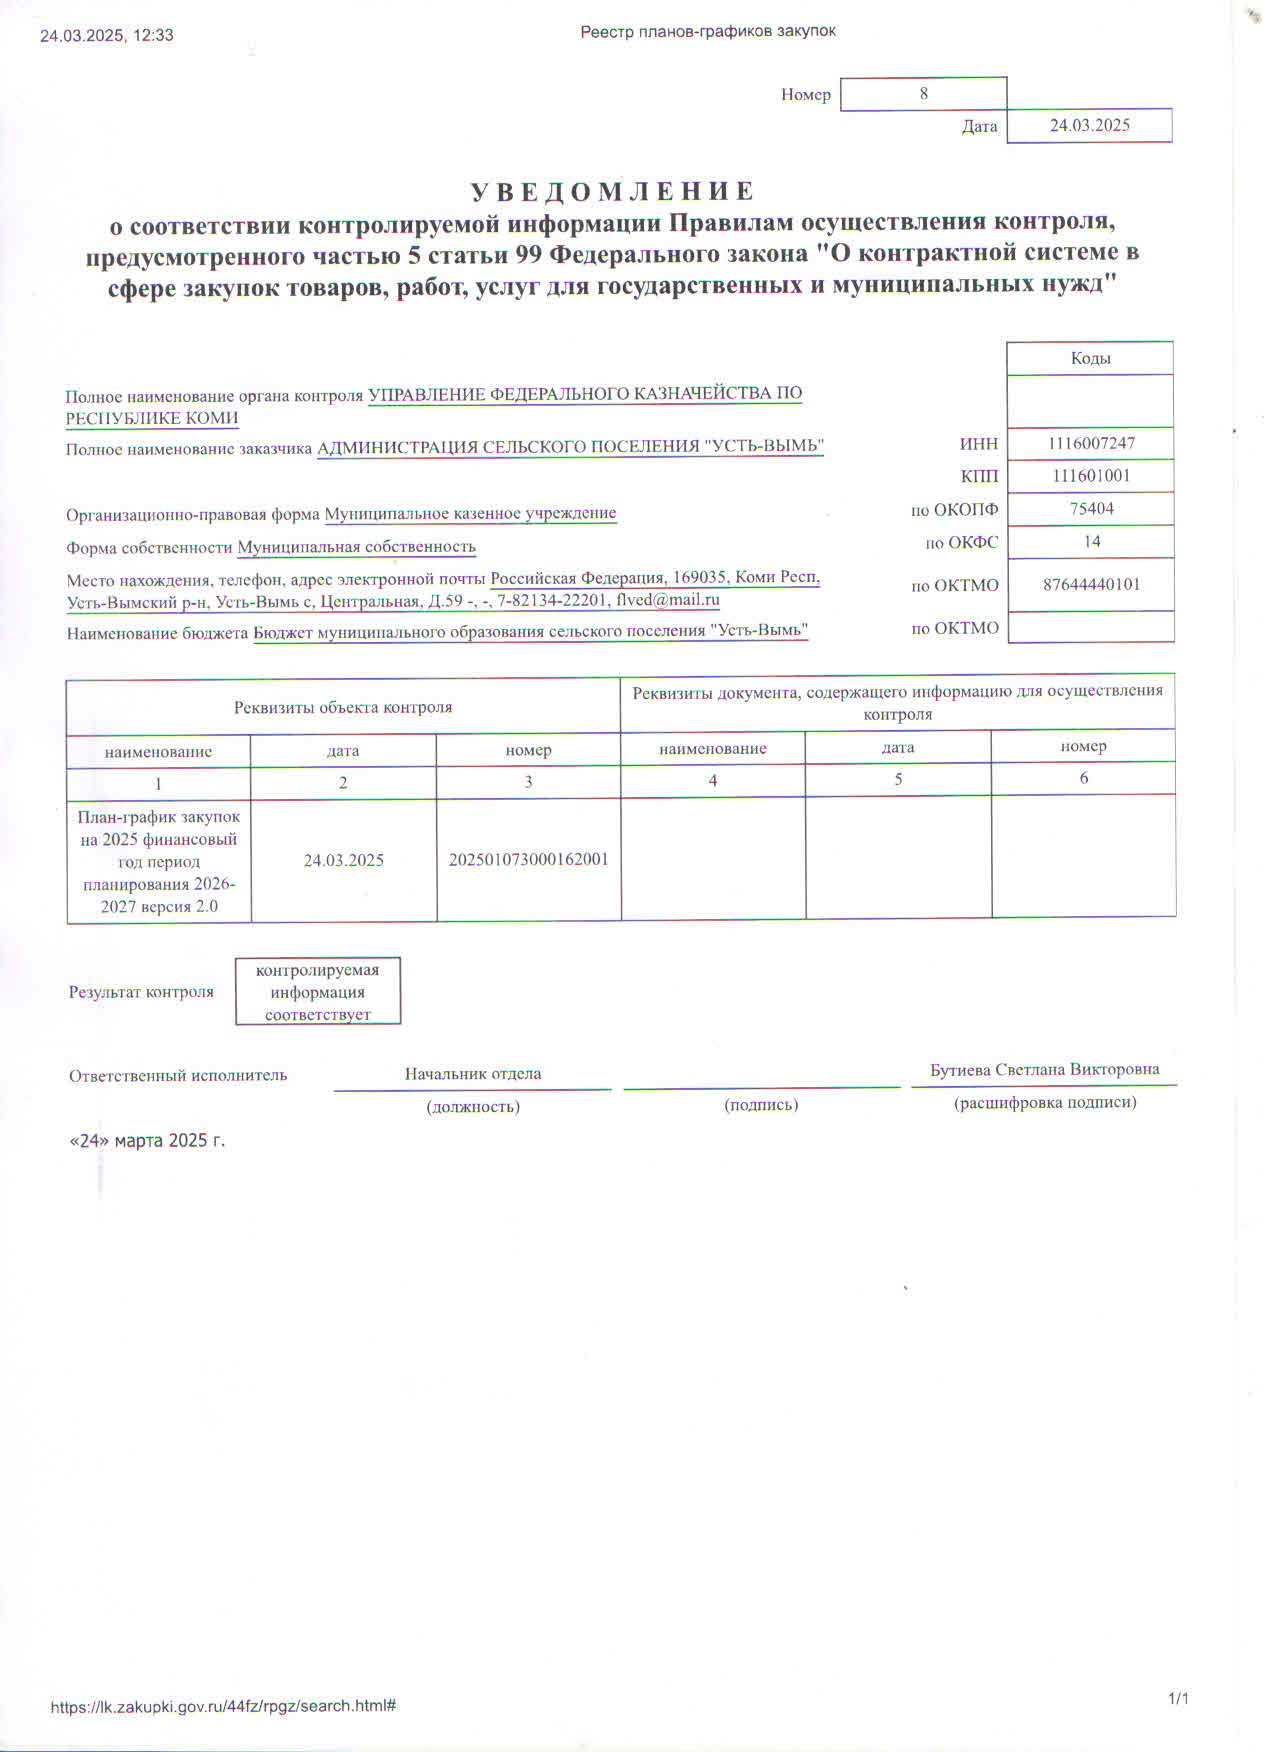 24.03.2025, 12:33
Реестр планов-графиков закупок
Номер 8
Дата 24.03.2025
УВЕДОМЛЕНИЕ
о соответствии контролируемой информации Правилам осуществления контроля,
предусмотренного частью 5 статьи 99 Федерального закона "О контрактной системе в
сфере закупок товаров, работ, услуг для государственных и муниципальных нужд"
Коды
Полное наименование органа контроля УПРАВЛЕНИЕ ФЕДЕРАЛЬНОГО КАЗНАЧЕЙСТВА ПО
РЕСПУБЛИКЕ КОМИ
Полное наименование заказчика АДМИНИСТРАЦИЯ СЕЛЬСКОГО ПОСЕЛЕНИЯ "УСТЬ-ВЫМЬ" ИНН 1116007247
КПП 111601001
Организационно-правовая форма Муниципальное казенное учреждение по ОКОПФ 75404
Форма собственности Муниципальная собственность по ОКФС 14
Место нахождения, телефон, адрес электронной почты Российская Федерация, 169035, Коми Респ,
Усть-Вымский р-н, Усть-Вымь с, Центральная, Д.59 -, -, 7-82134-22201, flved@mail.ru по ОКТМО 87644440101
Наименование бюджета Бюджет муниципального образования сельского поселения "Усть-Вымь" по ОКТМО
Реквизиты объекта контроля
Реквизиты документа, содержащего информацию для осуществления
контроля
наименование дата номер наименование дата номер
1 2 3 4 5 6
План-график закупок
на 2025 финансовый
год период
планирования 2026-
2027 версия 2.0
24.03.2025
202501073000162001
Результат контроля
контролируемая
информация
соответствует
Ответственный исполнитель Начальник отдела Бутиева Светлана Викторовна
(должность) (подпись) (расшифровка подписи)
«24» марта 2025 г.
https://lk.zakupki.gov.ru/44fz/rpgz/search.html#
1/1